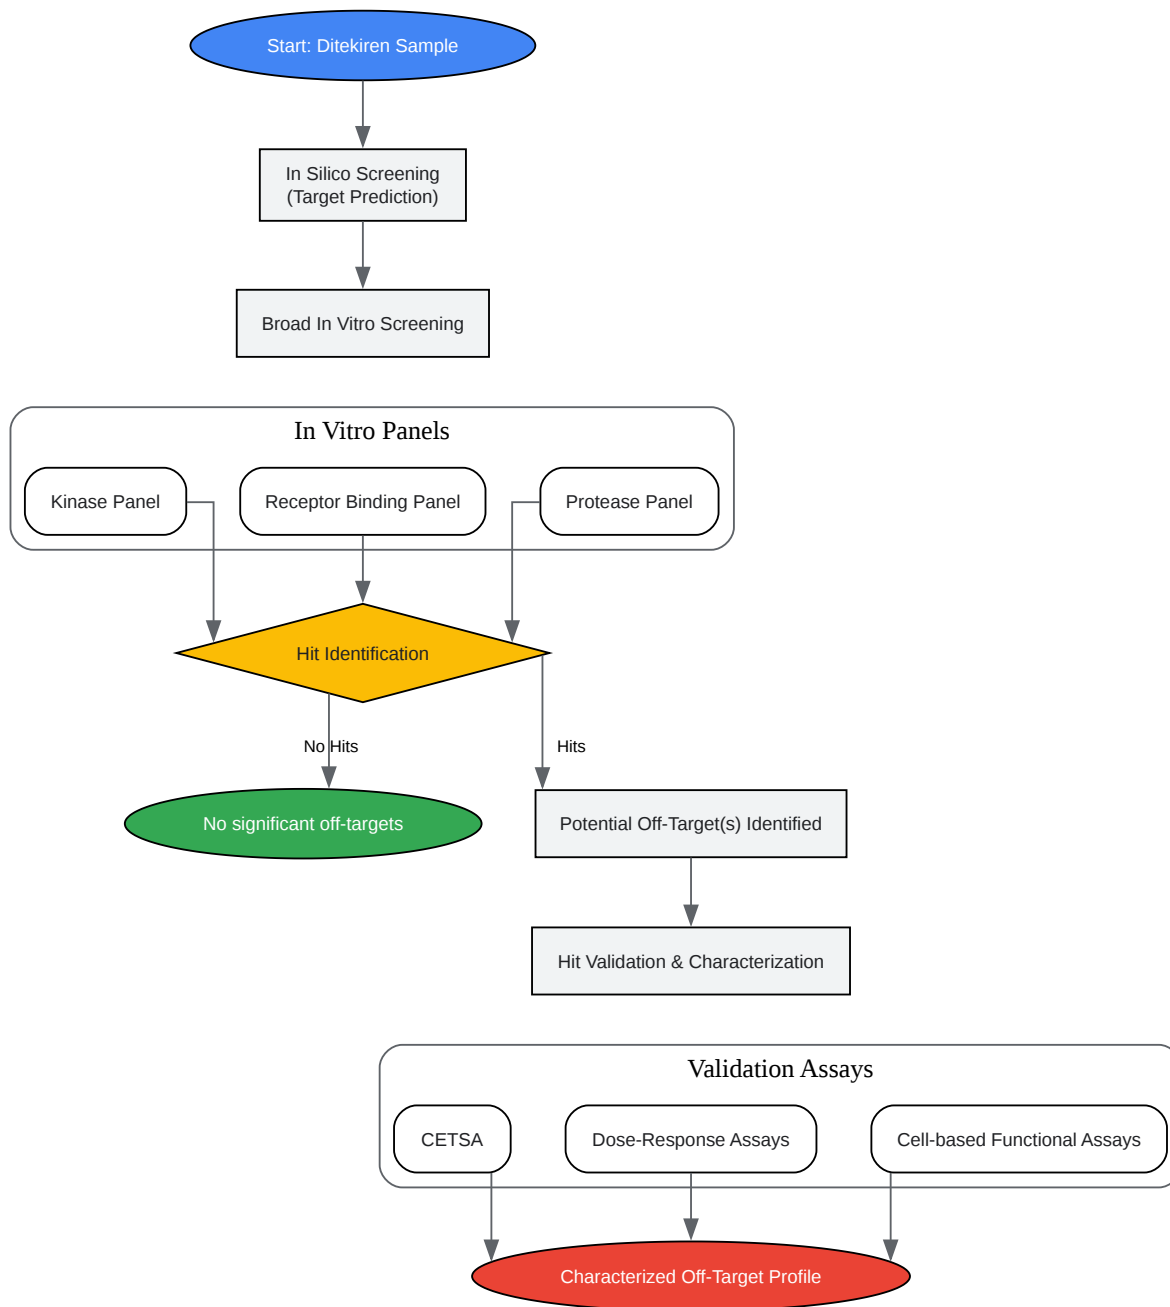 Start: Ditekiren Sample
In Silico Screening
(Target Prediction)
Broad In Vitro Screening
In Vitro Panels
Kinase Panel
Receptor Binding Panel
Protease Panel
Hit Identification
No Hits
Hits
No significant off-targets
Potential Off-Target(s) Identified
Hit Validation & Characterization
Validation Assays
CETSA
Dose-Response Assays
Cell-based Functional Assays
Characterized Off-Target Profile